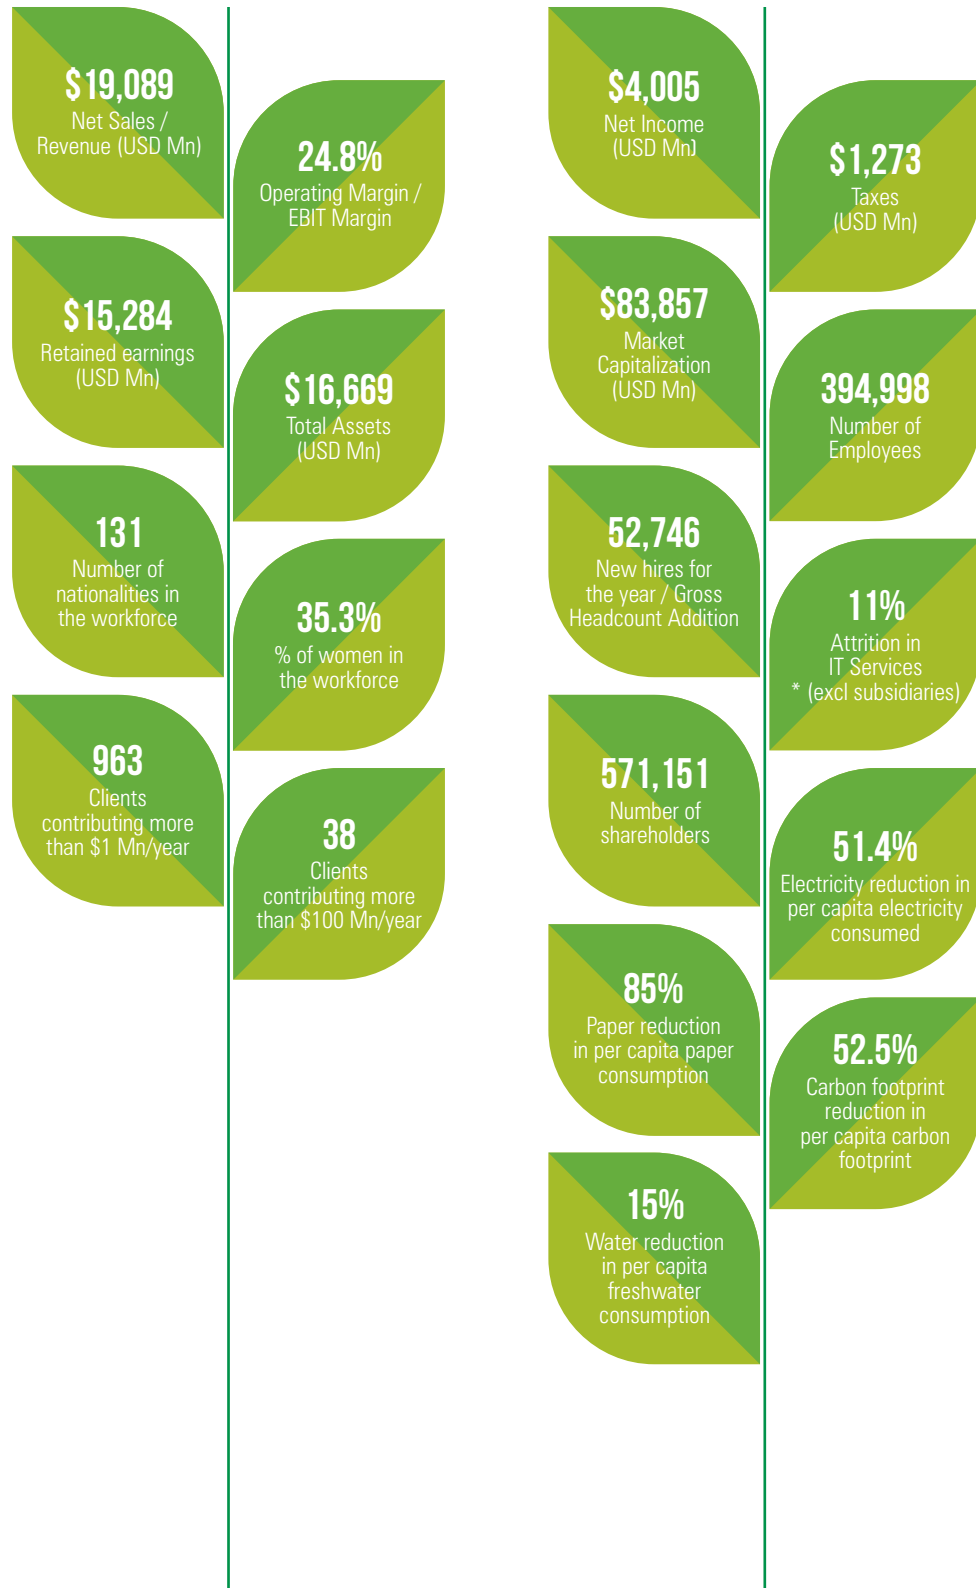 $19,089
Net Sales /
Revenue (USD Mn)
24.8%
Operating Margin /
EBIT Margin
$15,284
Retained earnings
(USD Mn)
$16,669
Total Assets
(USD Mn)
131
Number of
nationalities in
the workforce
35.3%
% of women in
the workforce
963
Clients
contributing more
than $1 Mn/year
38
Clients
contributing more
than $100 Mn/year
$4,005
Net Income
(USD Mn)
$1,273
Taxes
(USD Mn)
$83,857
Market
Capitalization
(USD Mn)
394,998
Number of
Employees
52,746
New hires for
the year / Gross
Headcount Addition
11%
Attrition in
IT Services
* (excl subsidiaries)
571,151
Number of
shareholders
51.4%
Electricity reduction in
per capita electricity
consumed
85%
Paper reduction
in per capita paper
consumption
52.5%
Carbon footprint
reduction in
per capita carbon
footprint
15%
Water reduction
in per capita
freshwater
consumption